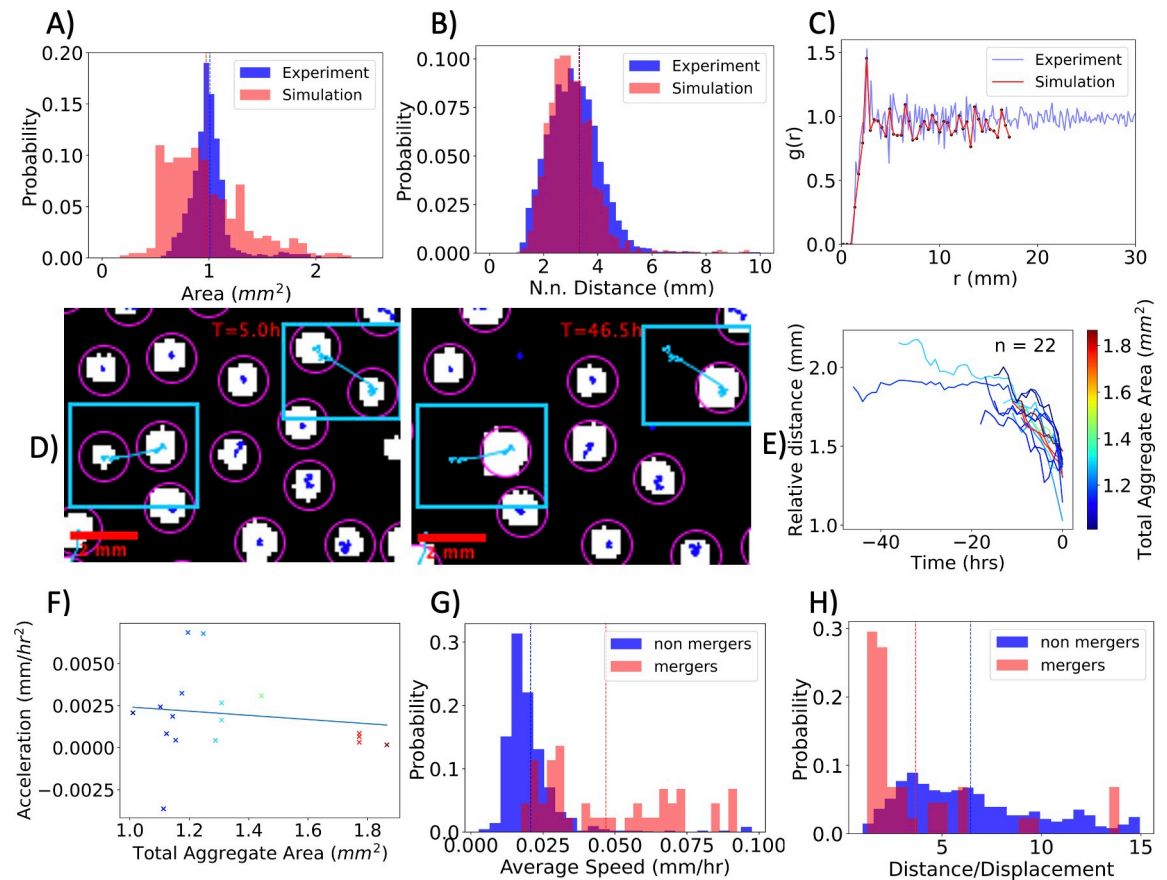 A)
0.20
0.15
0.10
0.05
0.00
Probability
Experiment
Simulation
0
1
2
Area (mm²)
B)
0.100
0.075
0.050
0.025
0.000
Probability
Experiment
Simulation
0
2
4
6
8
10
N.n. Distance (mm)
C)
1.5
1.0
0.5
0.0
g(r)
Experiment
Simulation
0
10
20
30
r (mm)
D)
T=5.0h
2 mm
T=46.5h
2 mm
E)
2.0
1.5
1.0
Relative distance (mm)
n = 22
−40
−20
0
Time (hrs)
1.8
1.6
1.4
1.2
Total Aggregate Area (mm²)
F)
0.0050
0.0025
0.0000
−0.0025
Acceleration (mm/hr²)
1.0
1.2
1.4
1.6
1.8
Total Aggregate Area (mm²)
G)
0.3
0.2
0.1
0.0
Probability
non mergers
mergers
0.000
0.025
0.050
0.075
0.100
Average Speed (mm/hr)
H)
0.3
0.2
0.1
0.0
Probability
non mergers
mergers
5
10
15
Distance/Displacement